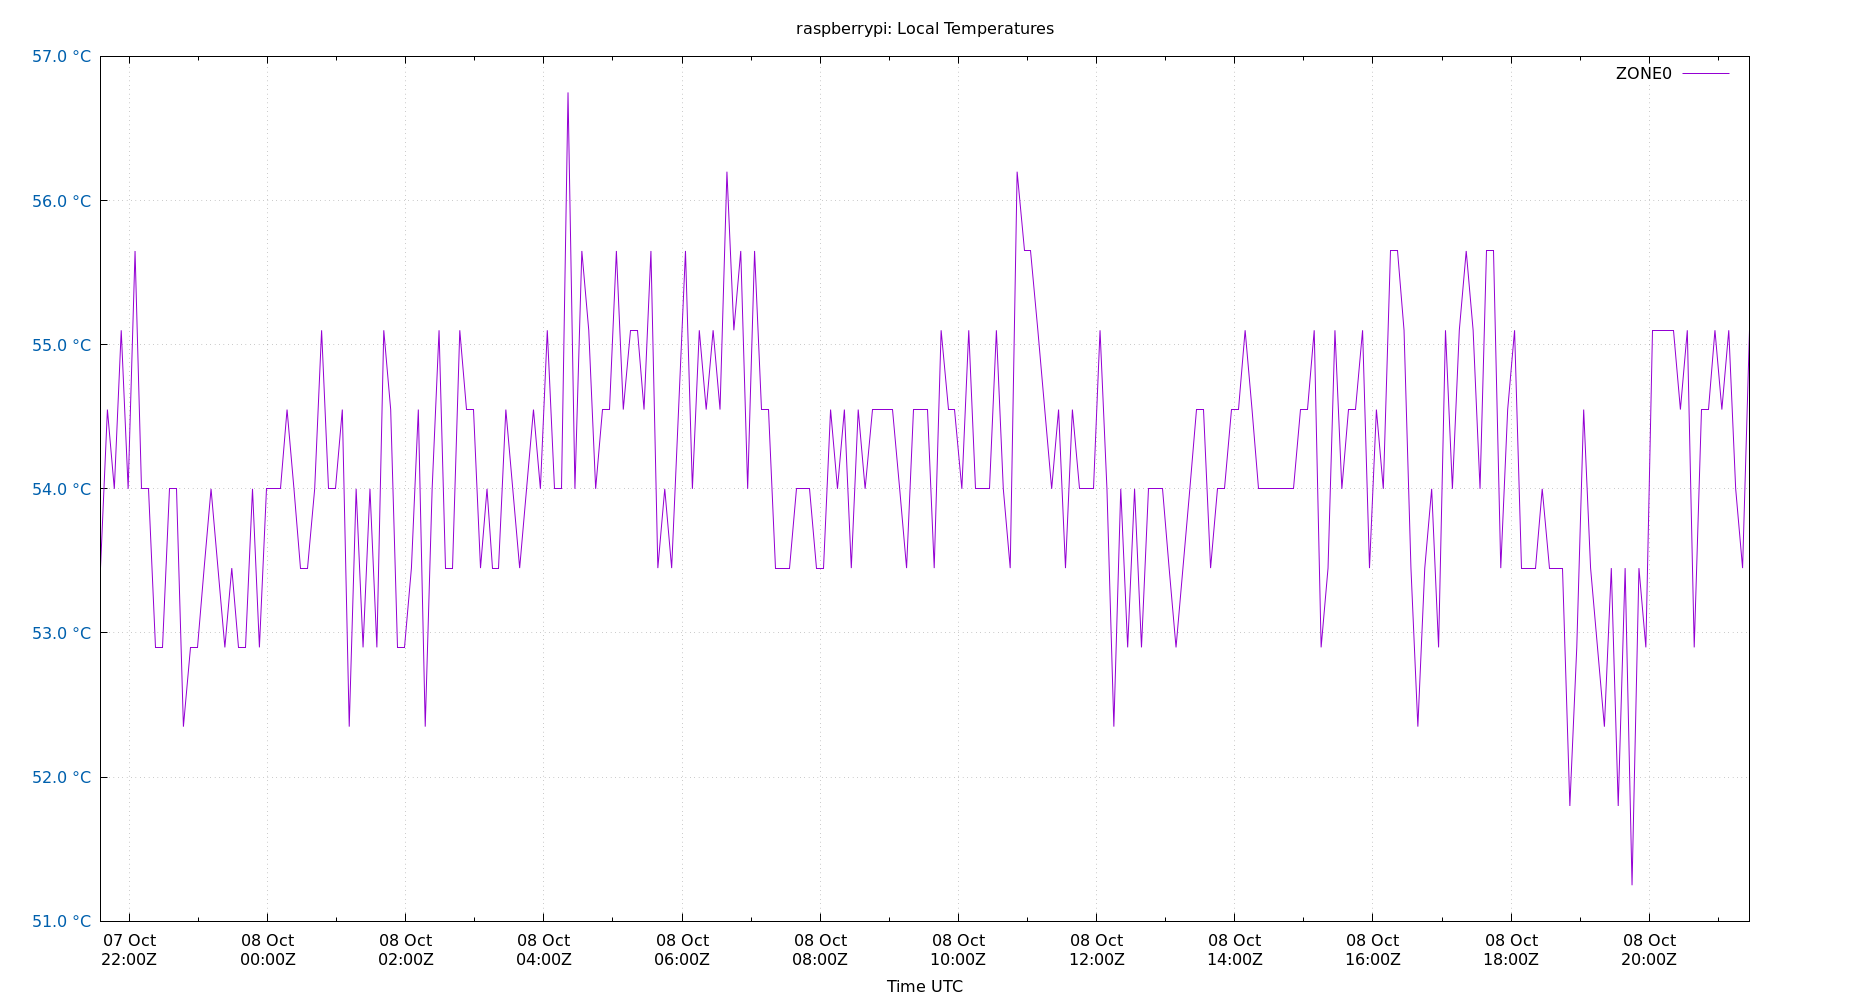 raspberrypi: Local Temperatures
57.0 °C
ZONE0
56.0 °C
55.0 °C
54.0 °C
53.0 °C
52.0 °C
51.0 °C
07 Oct 08 Oct 08 Oct 08 Oct 08 Oct 08 Oct 08 Oct 08 Oct 08 Oct 08 Oct 08 Oct 08 Oct
22:00Z 00:00Z 02:00Z 04:00Z 06:00Z 08:00Z 10:00Z 12:00Z 14:00Z 16:00Z 18:00Z 20:00Z
Time UTC